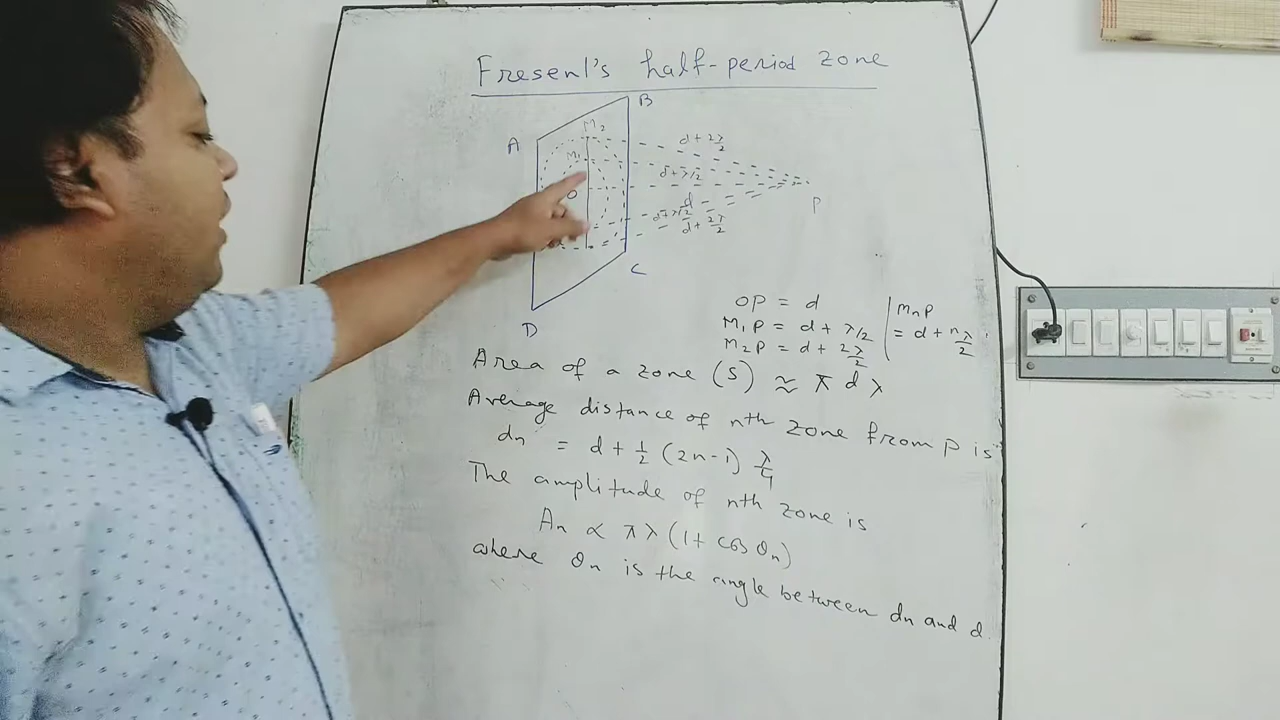 Fresenl's half-period zone
B
M₂
A
d + 2λ/2
M₁
d + λ/2
O
d
P
d + λ/2
d + 2λ/2
C
D
OP = d
M₁P = d + λ/2
M₂P = d + 2λ/2
MₙP
= d + nλ/2
Area of a zone (S) ≈ π d λ
Average distance of nth zone from P is
dₙ = d + ½ (2n-1) λ/4
The amplitude of nth zone is
Aₙ ∝ πλ (1 + cos θₙ)
where θₙ is the angle between dₙ and d